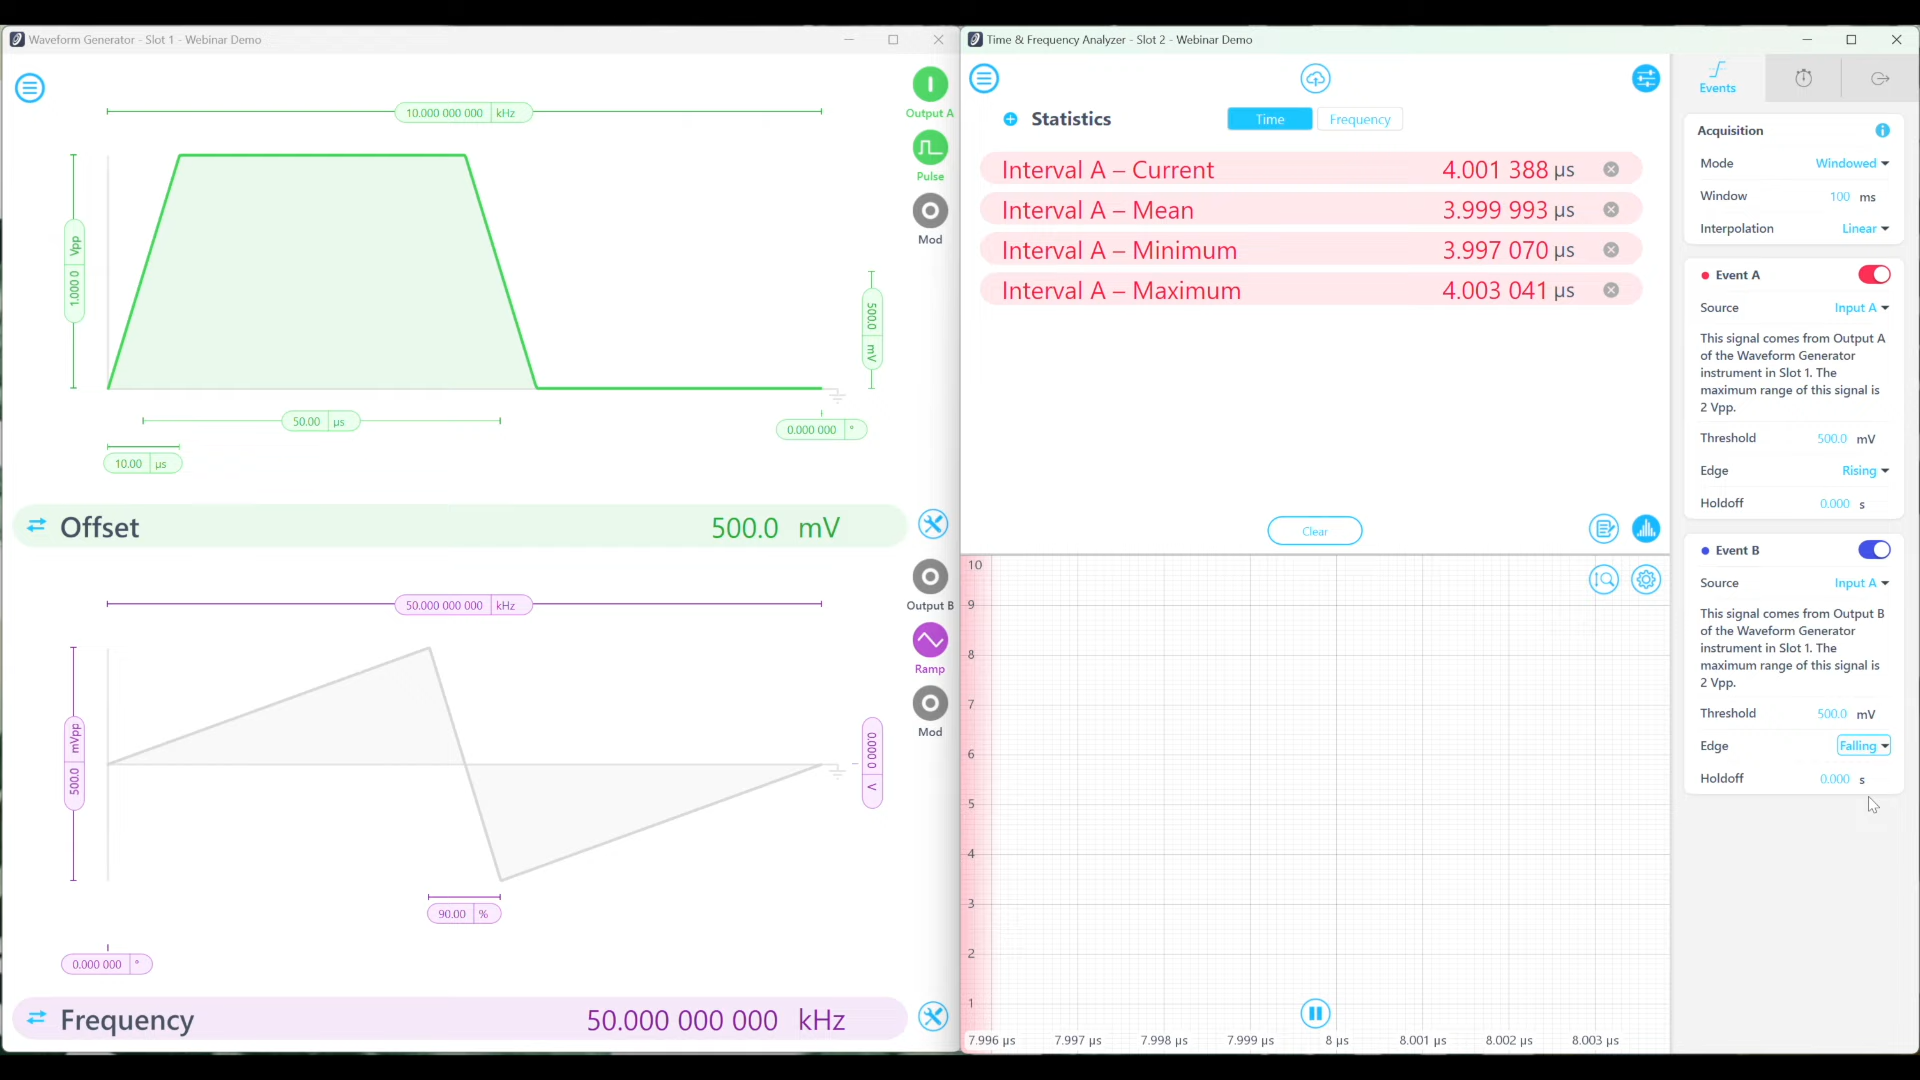 Waveform Generator - Slot 1 - Webinar Demo
10.000 000 000 kHz
Output A
Pulse
Mod
1.000 0 Vpp
500.0 mV
50.00 µs
0.000 000 °
10.00 µs
Offset 500.0 mV
50.000 000 000 kHz
Output B
Ramp
Mod
500.0 mVpp
0.000 0 V
90.00 %
0.000 000 °
Frequency 50.000 000 000 kHz
Time & Frequency Analyzer - Slot 2 - Webinar Demo
Statistics Time Frequency
Interval A – Current 4.001 388 µs
Interval A – Mean 3.999 993 µs
Interval A – Minimum 3.997 070 µs
Interval A – Maximum 4.003 041 µs
Clear
10
9
8
7
6
5
4
3
2
1
7.996 µs 7.997 µs 7.998 µs 7.999 µs 8 µs 8.001 µs 8.002 µs 8.003 µs
Events
Acquisition
Mode Windowed
Window 100 ms
Interpolation Linear
Event A
Source Input A
This signal comes from Output A
of the Waveform Generator
instrument in Slot 1. The
maximum range of this signal is
2 Vpp.
Threshold 500.0 mV
Edge Rising
Holdoff 0.000 s
Event B
Source Input A
This signal comes from Output B
of the Waveform Generator
instrument in Slot 1. The
maximum range of this signal is
2 Vpp.
Threshold 500.0 mV
Edge Falling
Holdoff 0.000 s